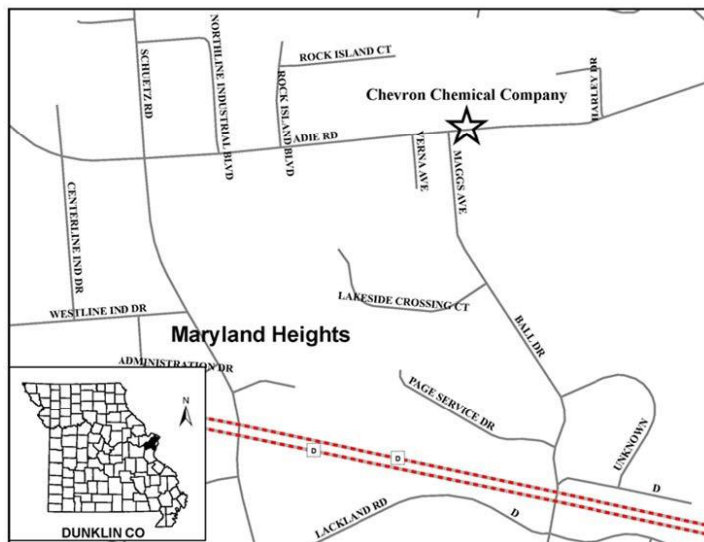 ROCK ISLAND CT
SCHUETZ RD
NORTHLINE INDUSTRIAL BLVD
ROCK ISLAND BLVD
Chevron Chemical Company
HARLEY DR
ADIE RD
VERNA AVE
MAGGS AVE
CENTERLINE IND DR
LAKESIDE CROSSING CT
WESTLINE IND DR
Maryland Heights
BALL DR
ADMINISTRATION DR
PAGE SERVICE DR
N
D
D
UNKNOWN
D
LACKLAND RD
D
DUNKLIN CO